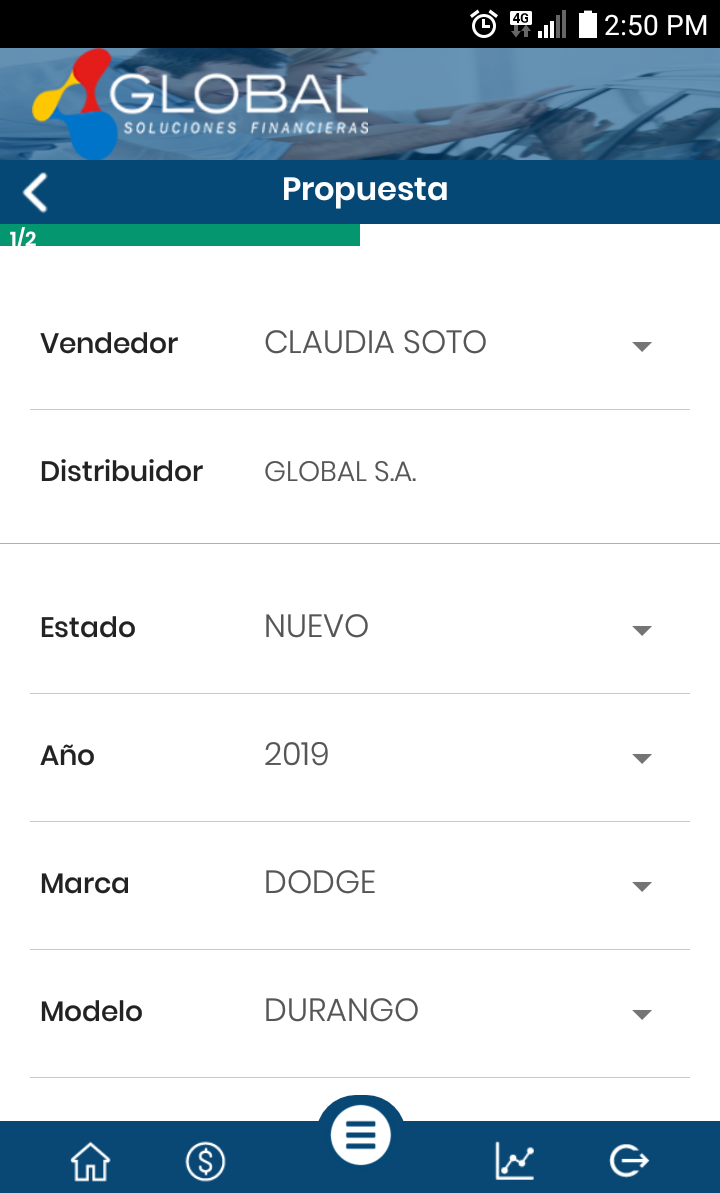 4G
2:50 PM
GLOBAL
SOLUCIONES FINANCIERAS
Propuesta
1/2
Vendedor CLAUDIA SOTO
Distribuidor GLOBAL S.A.
Estado NUEVO
Año 2019
Marca DODGE
Modelo DURANGO
$